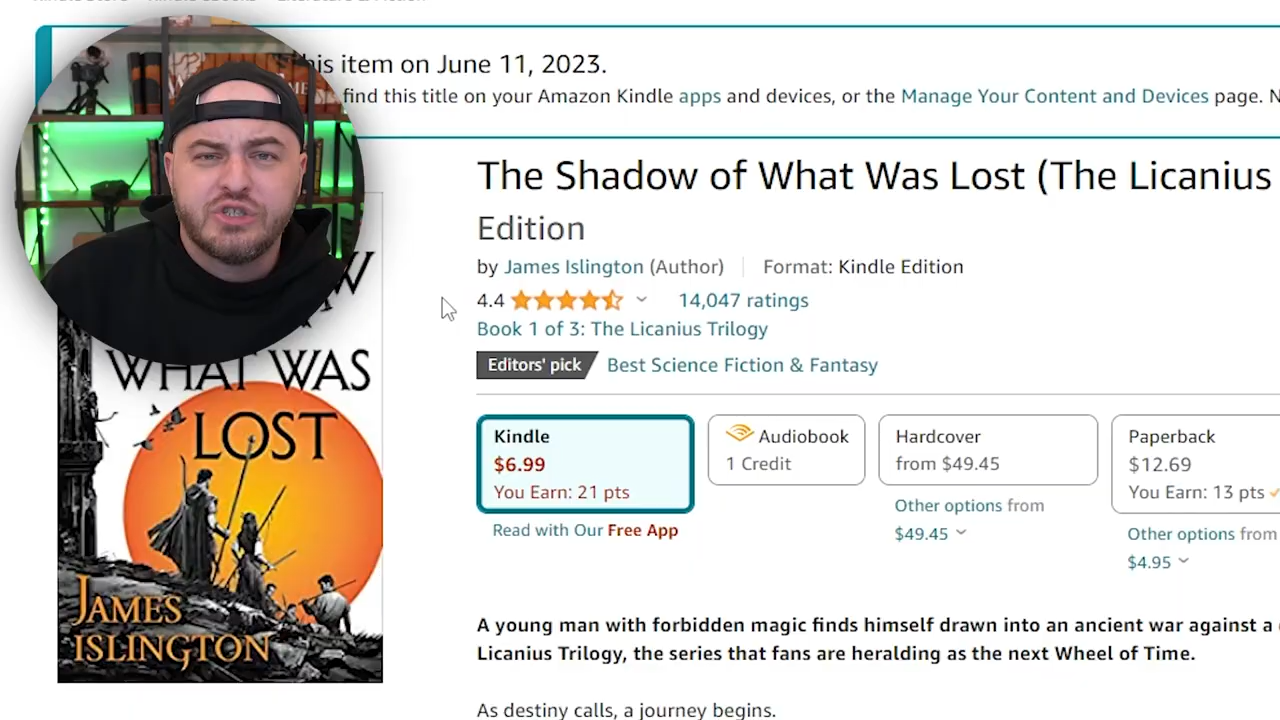 his item on June 11, 2023.
find this title on your Amazon Kindle apps and devices, or the Manage Your Content and Devices page. N
The Shadow of What Was Lost (The Licanius
Edition
by James Islington (Author) Format: Kindle Edition
4.4 14,047 ratings
Book 1 of 3: The Licanius Trilogy
Editors' pick Best Science Fiction & Fantasy
Kindle
$6.99
You Earn: 21 pts
Read with Our Free App
Audiobook
1 Credit
Hardcover
from $49.45
Other options from
$49.45
Paperback
$12.69
You Earn: 13 pts
Other options from
$4.95
WHAT WAS
LOST
JAMES
ISLINGTON
A young man with forbidden magic finds himself drawn into an ancient war against a
Licanius Trilogy, the series that fans are heralding as the next Wheel of Time.
As destiny calls, a journey begins.